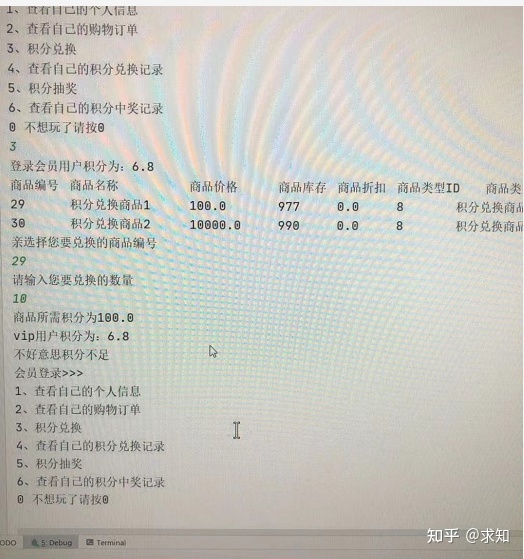 1、查看自己的个人信息
2、查看自己的购物订单
3、积分兑换
4、查看自己的积分兑换记录
5、积分抽奖
6、查看自己的积分中奖记录
0 不想玩了请按0
3
登录会员用户积分为：6.8
商品编号 商品名称 商品价格 商品库存 商品折扣 商品类型ID 商品类
29 积分兑换商品1 100.0 977 0.0 8 积分兑换商品
30 积分兑换商品2 10000.0 990 0.0 8 积分兑换商品
亲选择您要兑换的商品编号
29
请输入您要兑换的数量
10
商品所需积分为100.0
vip用户积分为：6.8
不好意思积分不足
会员登录>>>
1、查看自己的个人信息
2、查看自己的购物订单
3、积分兑换
4、查看自己的积分兑换记录
5、积分抽奖
6、查看自己的积分中奖记录
0 不想玩了请按0
ODO 5: Debug Terminal
知乎 @求知